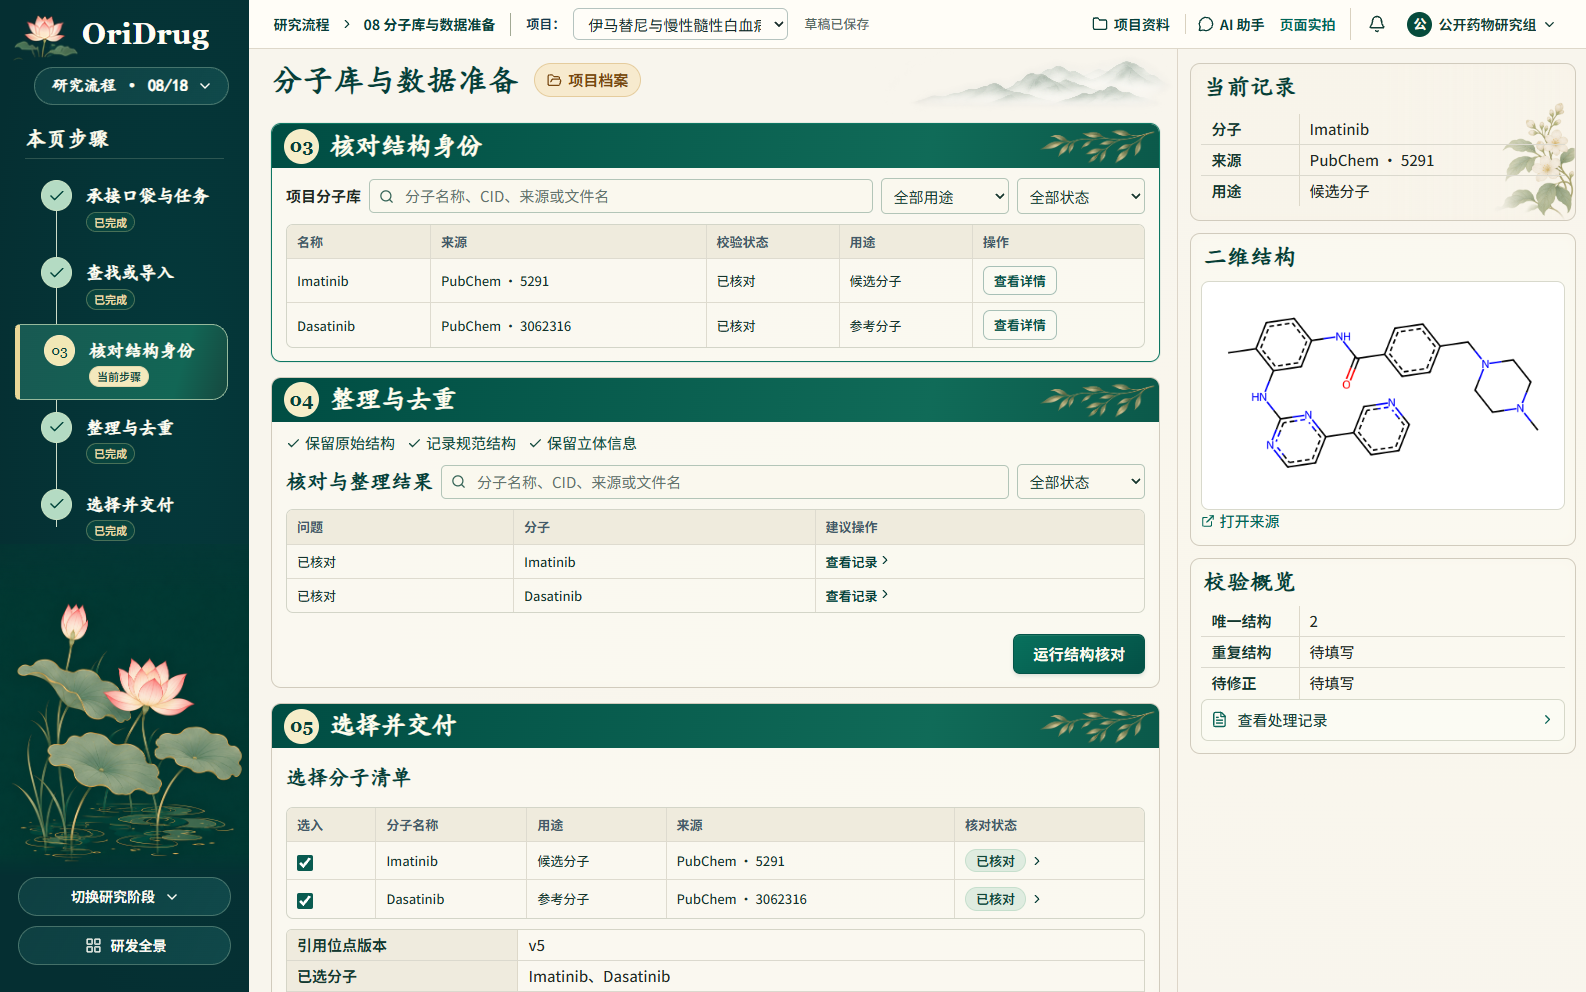 OriDrug
研究流程 • 08/18
本页步骤
承接口袋与任务
已完成
查找或导入
已完成
03 核对结构身份
当前步骤
整理与去重
已完成
选择并交付
已完成
切换研究阶段
研发全景
研究流程 > 08 分子库与数据准备 项目: 伊马替尼与慢性髓性白血病 草稿已保存
项目资料 AI 助手 页面实拍 公 公开药物研究组
分子库与数据准备 项目档案
03 核对结构身份
项目分子库 分子名称、CID、来源或文件名 全部用途 全部状态
名称 来源 校验状态 用途 操作
Imatinib PubChem · 5291 已核对 候选分子 查看详情
Dasatinib PubChem · 3062316 已核对 参考分子 查看详情
04 整理与去重
保留原始结构 记录规范结构 保留立体信息
核对与整理结果 分子名称、CID、来源或文件名 全部状态
问题 分子 建议操作
已核对 Imatinib 查看记录
已核对 Dasatinib 查看记录
运行结构核对
05 选择并交付
选择分子清单
选入 分子名称 用途 来源 核对状态
Imatinib 候选分子 PubChem · 5291 已核对
Dasatinib 参考分子 PubChem · 3062316 已核对
引用位点版本 v5
已选分子 Imatinib、Dasatinib
当前记录
分子 Imatinib
来源 PubChem · 5291
用途 候选分子
二维结构
NH
O
HN
N
N
N
N
N
打开来源
校验概览
唯一结构 2
重复结构 待填写
待修正 待填写
查看处理记录